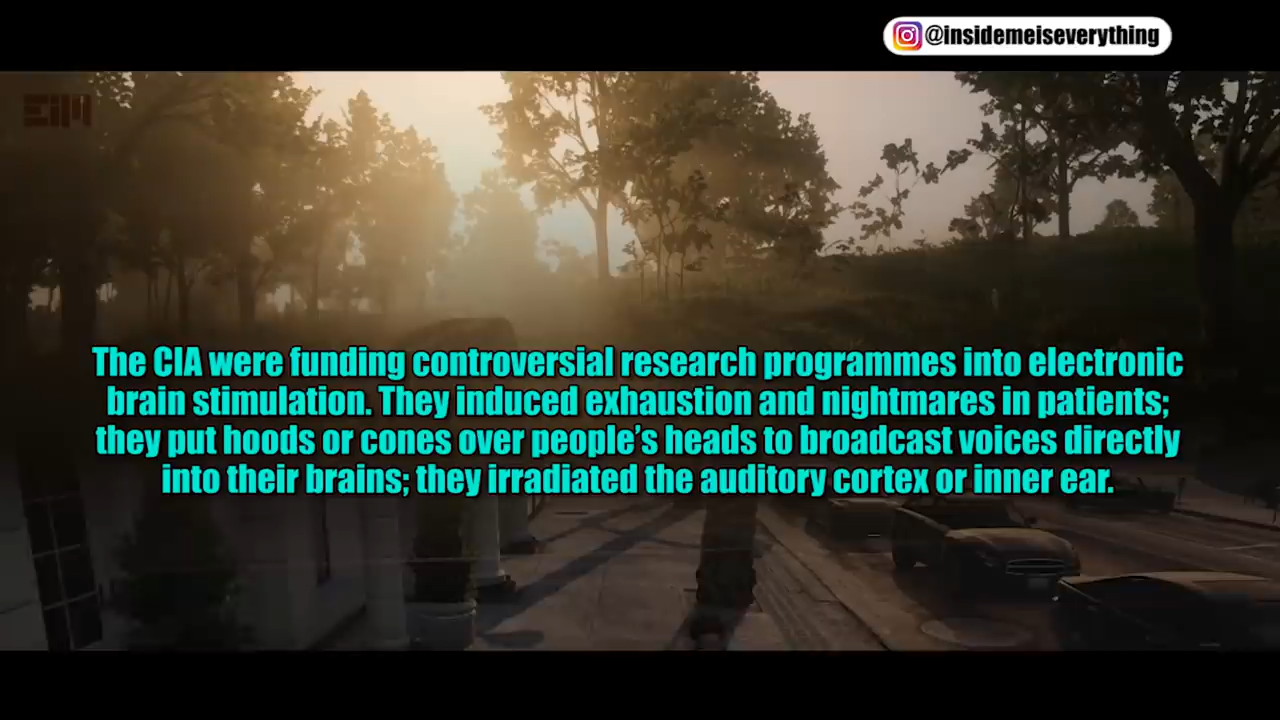 @insidemeiseverything
EiM
The CIA were funding controversial research programmes into electronic
brain stimulation. They induced exhaustion and nightmares in patients;
they put hoods or cones over people’s heads to broadcast voices directly
into their brains; they irradiated the auditory cortex or inner ear.